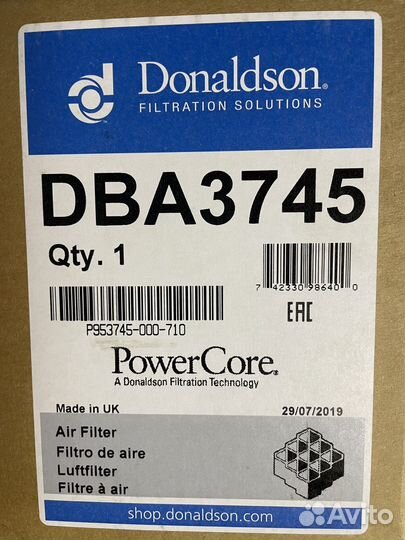 Donaldson®
FILTRATION SOLUTIONS
DBA3745
Qty. 1
7 42330 98640 0
P953745-000-710
EAC
PowerCore®
A Donaldson Filtration Technology
Made in UK
29/07/2019
Air Filter
Filtro de aire
Luftfilter
Filtre à air
shop.donaldson.com
Avito